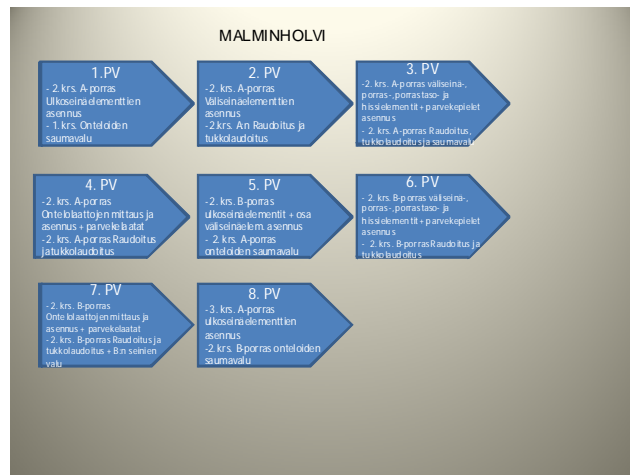 MALMINHOLVI
1.PV
- 2. krs. A-porras
Ulkoseinäelementtien
asennus
- 1. krs. Onteloiden
saumavalu
2. PV
-2. krs. A-porras
Väliseinäelementtien
asennus
-2.krs. A:n Raudoitus ja
tukkolaudoitus
3. PV
-2. krs. A-porras väliseinä-,
porras-, porrastaso- ja
hissielementit + parvekepielet
asennus
- 2. krs. A-porras Raudoitus,
tukkolaudoitus ja saumavalu
4. PV
-2. krs. A-porras
Ontelolaattojen mittaus ja
asennus + parvekelaatat
-2. krs. A-porras Raudoitus
ja tukkolaudoitus
5. PV
-2. krs. B-porras
ulkoseinäelementit + osa
väliseinäelem. asennus
- 2. krs. A-porras
onteloiden saumavalu
6. PV
-2. krs. B-porras väliseinä-,
porras-, porrastaso- ja
hissielementit + parvekepielet
asennus
- 2. krs. B-porras Raudoitus ja
tukkolaudoitus
7. PV
-2. krs. B-porras
Ontelolaattojen mittaus ja
asennus + parvekelaatat
-2. krs. B-porras Raudoitus ja
tukkolaudoitus + B:n seinien
valu
8. PV
-3. krs. A-porras
ulkoseinäelementtien
asennus
-2. krs. B-porras onteloiden
saumavalu